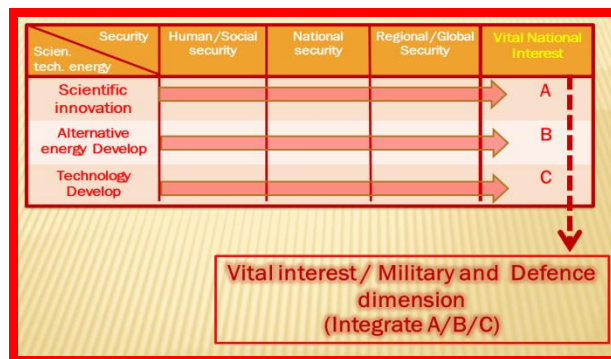 Security
Scien.
tech. energy
Human/Social
security
National
security
Regional/Global
Security
Vital National
Interest
Scientific
innovation
A
Alternative
energy Develop
B
Technology
Develop
C
Vital interest / Military and Defence
dimension
(Integrate A/B/C)